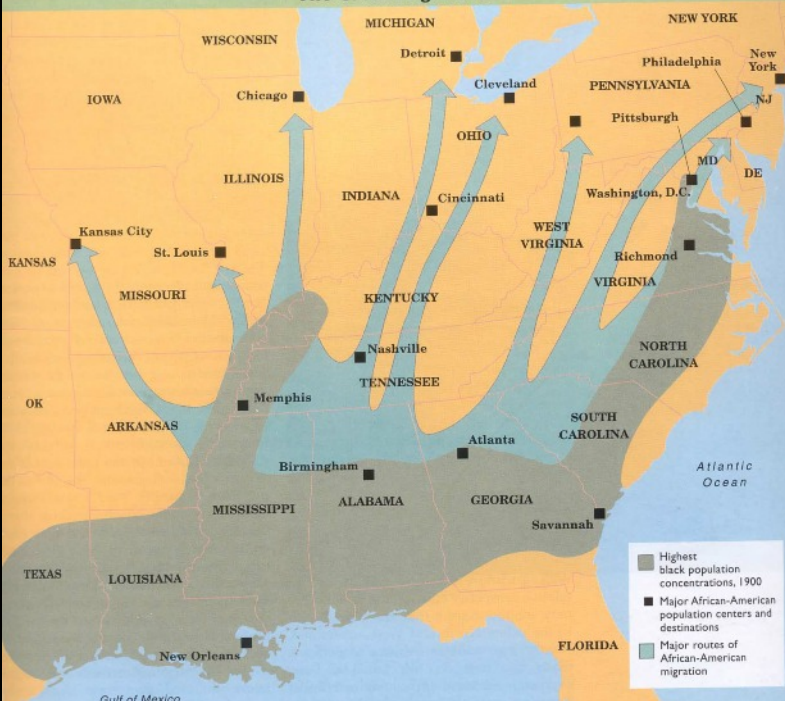 MICHIGAN
NEW YORK
WISCONSIN
Detroit
Philadelphia
New
York
Cleveland
PENNSYLVANIA
Chicago
IOWA
NJ
Pittsburgh
OHIO
MD
ILLINOIS
DE
INDIANA
Cincinnati
Washington, D.C.
WEST
VIRGINIA
Kansas City
St. Louis
Richmond
KANSAS
MISSOURI
KENTUCKY
VIRGINIA
Nashville
NORTH
CAROLINA
TENNESSEE
OK
Memphis
ARKANSAS
SOUTH
CAROLINA
Atlanta
Birmingham
Atlantic
Ocean
MISSISSIPPI
ALABAMA
GEORGIA
Savannah
TEXAS
LOUISIANA
New Orleans
FLORIDA
Gulf of Mexico
Highest
black population
concentrations, 1900
Major African-American
population centers and
destinations
Major routes of
African-American
migration